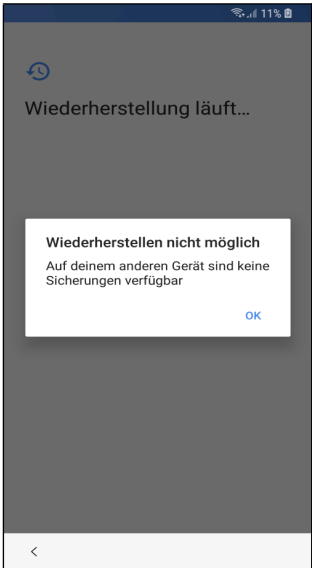 11%
Wiederherstellung läuft...
Wiederherstellen nicht möglich
Auf deinem anderen Gerät sind keine
Sicherungen verfügbar
OK